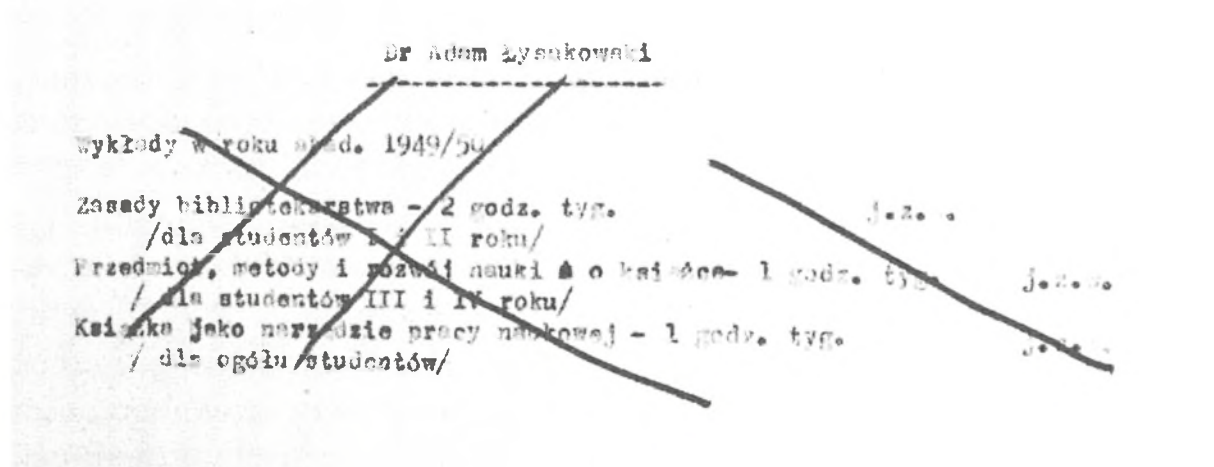 Dr Adam Łysakowski
Wykłady w roku akad. 1949/50
Zasady bibliotekarstwa - 2 godz. tyg. j.z.w.
/dla studentów I i II roku/
Przedmiot, metody i rozwój nauki o książce- 1 godz. tyg. j.z.w.
/ dla studentów III i IV roku/
Książka jako narzędzie pracy naukowej - 1 godz. tyg. j.z.w.
/ dla ogółu studentów/